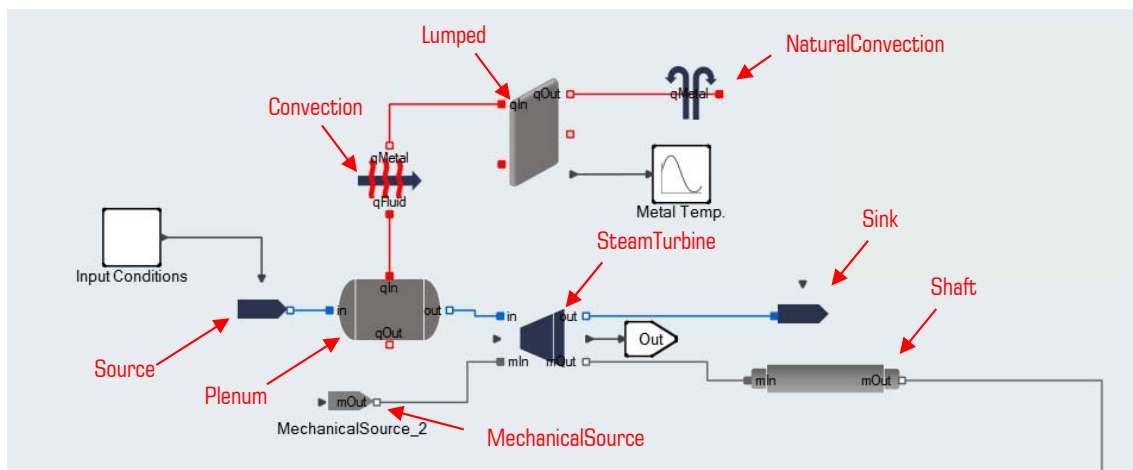 Lumped
NaturalConvection
qOut
qIn
qMetal
Convection
qMetal
Metal Temp.
qFluid
SteamTurbine
Sink
Input Conditions
Shaft
qIn
in
out
in
out
qOut
Out
mIn
mOut
Source
mIn
mOut
Plenum
mOut
MechanicalSource_2
MechanicalSource